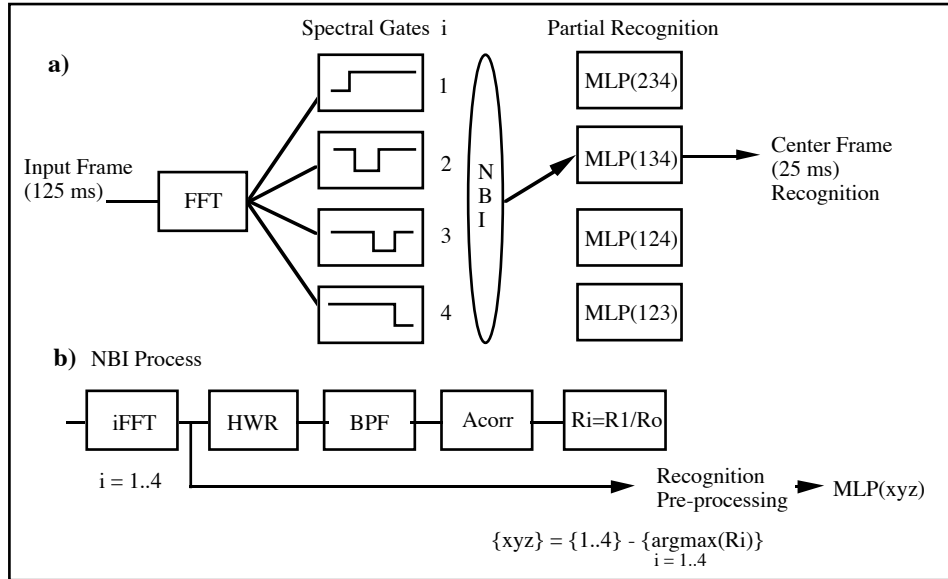 Spectral Gates i
Partial Recognition
a)
1
MLP(234)
2
MLP(134)
Input Frame
(125 ms)
FFT
N
B
I
Center Frame
(25 ms)
Recognition
3
MLP(124)
4
MLP(123)
b) NBI Process
iFFT
HWR
BPF
Acorr
Ri=R1/Ro
i = 1..4
Recognition
Pre-processing
MLP(xyz)
{xyz} = {1..4} - {argmax(Ri)}
i = 1..4